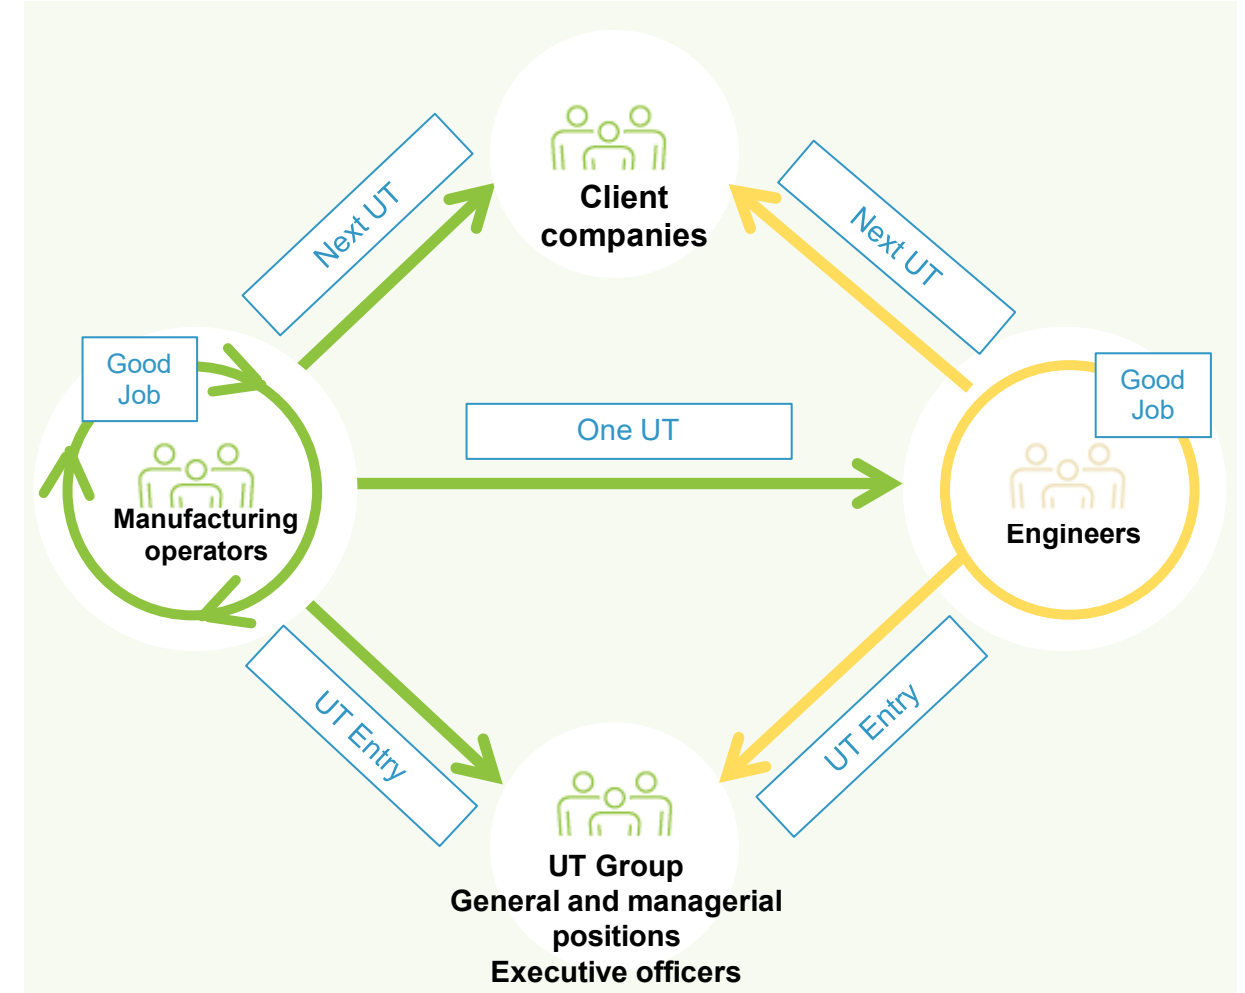 Client
companies
Next UT
Next UT
Good
Job
Good
Job
One UT
Manufacturing
operators
Engineers
UT Entry
UT Entry
UT Group
General and managerial
positions
Executive officers